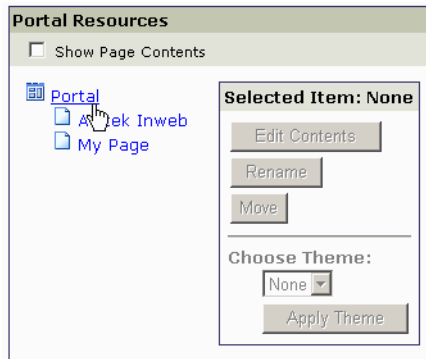 Portal Resources
Show Page Contents
Portal
Inweb
My Page
Selected Item: None
Edit Contents
Rename
Move
Choose Theme:
None
Apply Theme